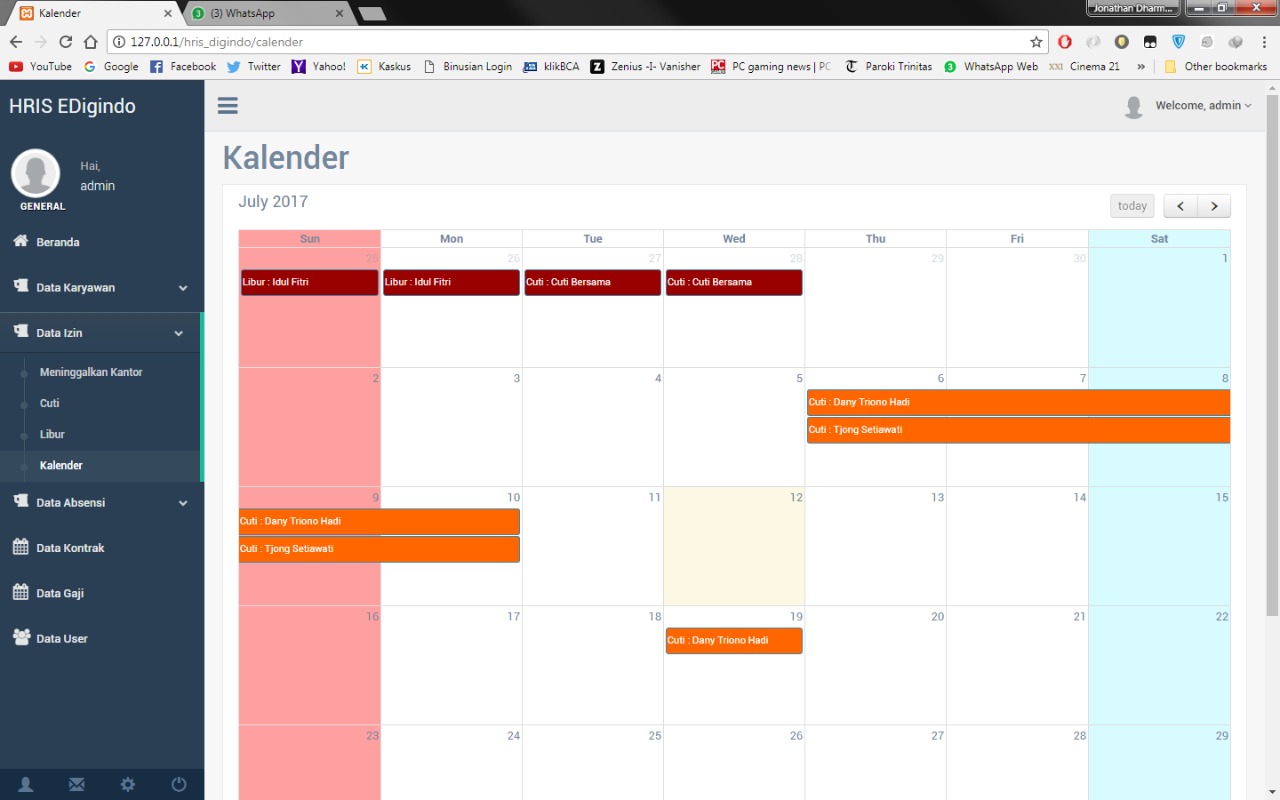 Kalender
(3) WhatsApp
Jonathan Dharm...
127.0.0.1/hris_digindo/calender
YouTube Google Facebook Twitter Yahoo! Kaskus Binusian Login klikBCA Zenius -I- Vanisher PC gaming news | PC Paroki Trinitas WhatsApp Web Cinema 21 » Other bookmarks
HRIS EDigindo
Welcome, admin
Hai,
admin
GENERAL
Beranda
Data Karyawan
Data Izin
Meninggalkan Kantor
Cuti
Libur
Kalender
Data Absensi
Data Kontrak
Data Gaji
Data User
Kalender
July 2017
today
Sun Mon Tue Wed Thu Fri Sat
25 26 27 28 29 30 1
Libur : Idul Fitri Libur : Idul Fitri Cuti : Cuti Bersama Cuti : Cuti Bersama
2 3 4 5 6 7 8
Cuti : Dany Triono Hadi
Cuti : Tjong Setiawati
9 10 11 12 13 14 15
Cuti : Dany Triono Hadi
Cuti : Tjong Setiawati
16 17 18 19 20 21 22
Cuti : Dany Triono Hadi
23 24 25 26 27 28 29